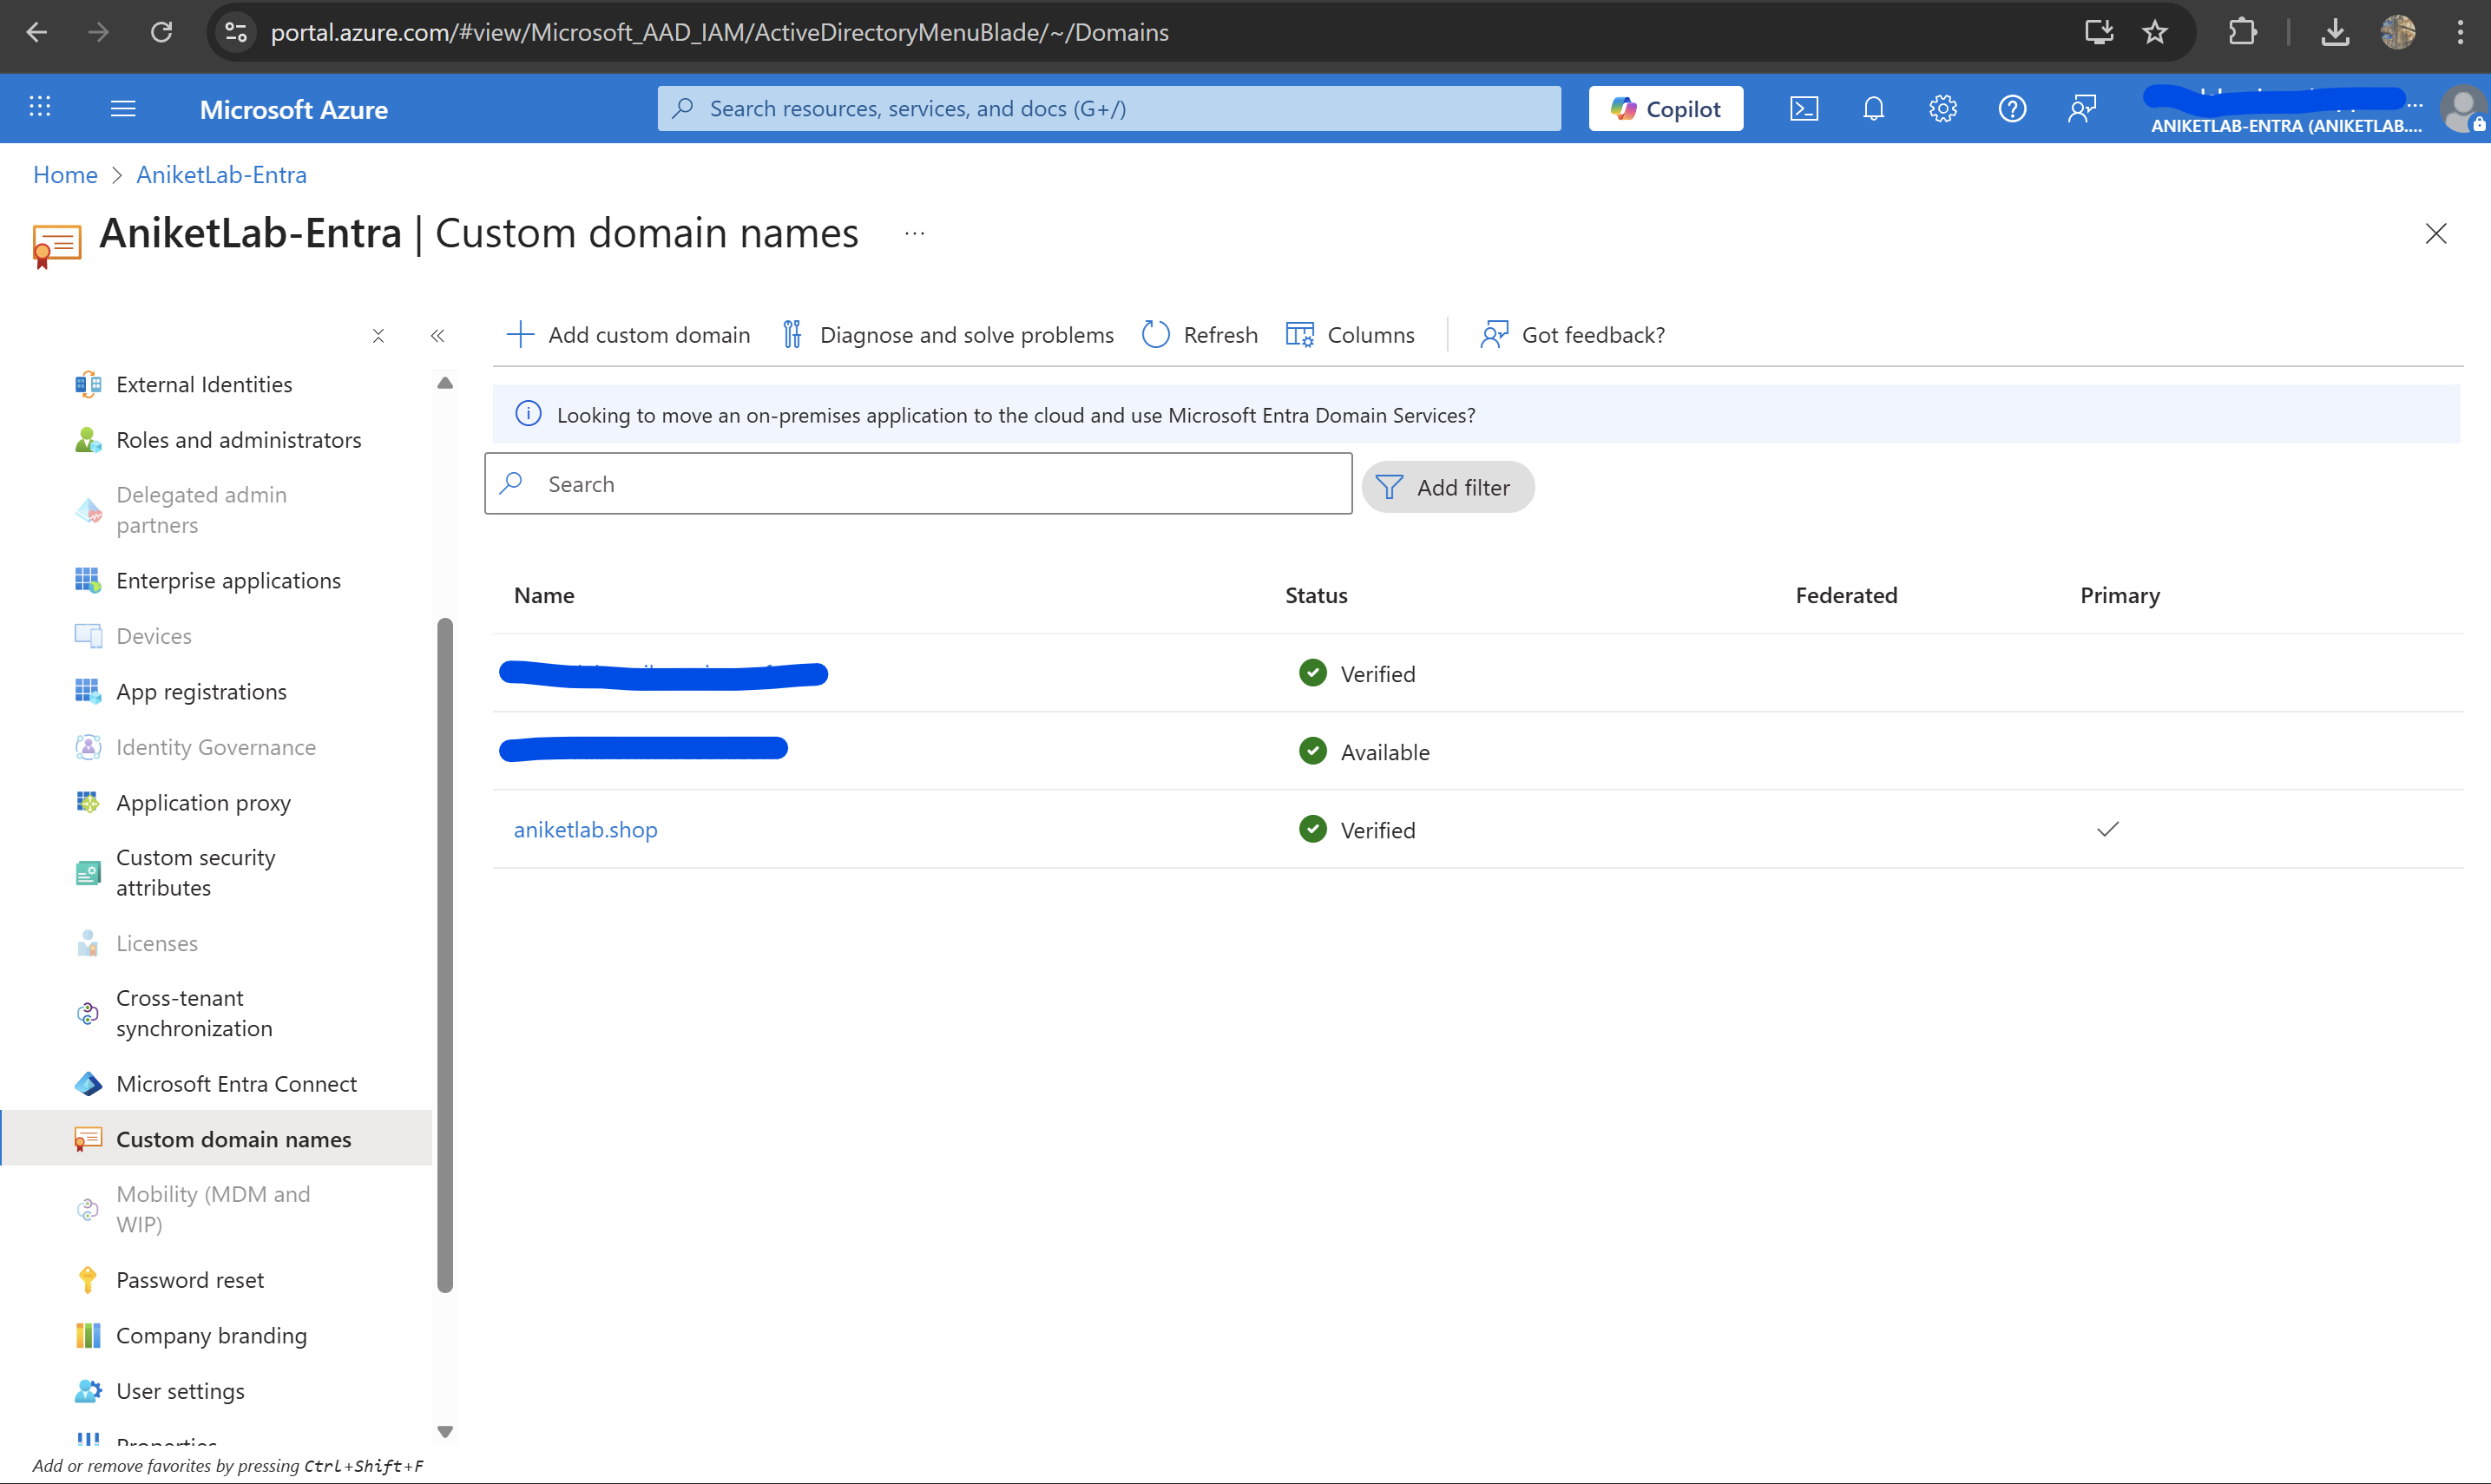 portal.azure.com/#view/Microsoft_AAD_IAM/ActiveDirectoryMenuBlade/~/Domains
Microsoft Azure
Search resources, services, and docs (G+/)
Copilot
ANIKETLAB-ENTRA (ANIKETLAB....
Home > AniketLab-Entra
AniketLab-Entra | Custom domain names ...
Add custom domain
Diagnose and solve problems
Refresh
Columns
Got feedback?
Looking to move an on-premises application to the cloud and use Microsoft Entra Domain Services?
Search
Add filter
Name Status Federated Primary
Verified
Available
aniketlab.shop Verified
External Identities
Roles and administrators
Delegated admin
partners
Enterprise applications
Devices
App registrations
Identity Governance
Application proxy
Custom security
attributes
Licenses
Cross-tenant
synchronization
Microsoft Entra Connect
Custom domain names
Mobility (MDM and
WIP)
Password reset
Company branding
User settings
Properties
Add or remove favorites by pressing Ctrl+Shift+F